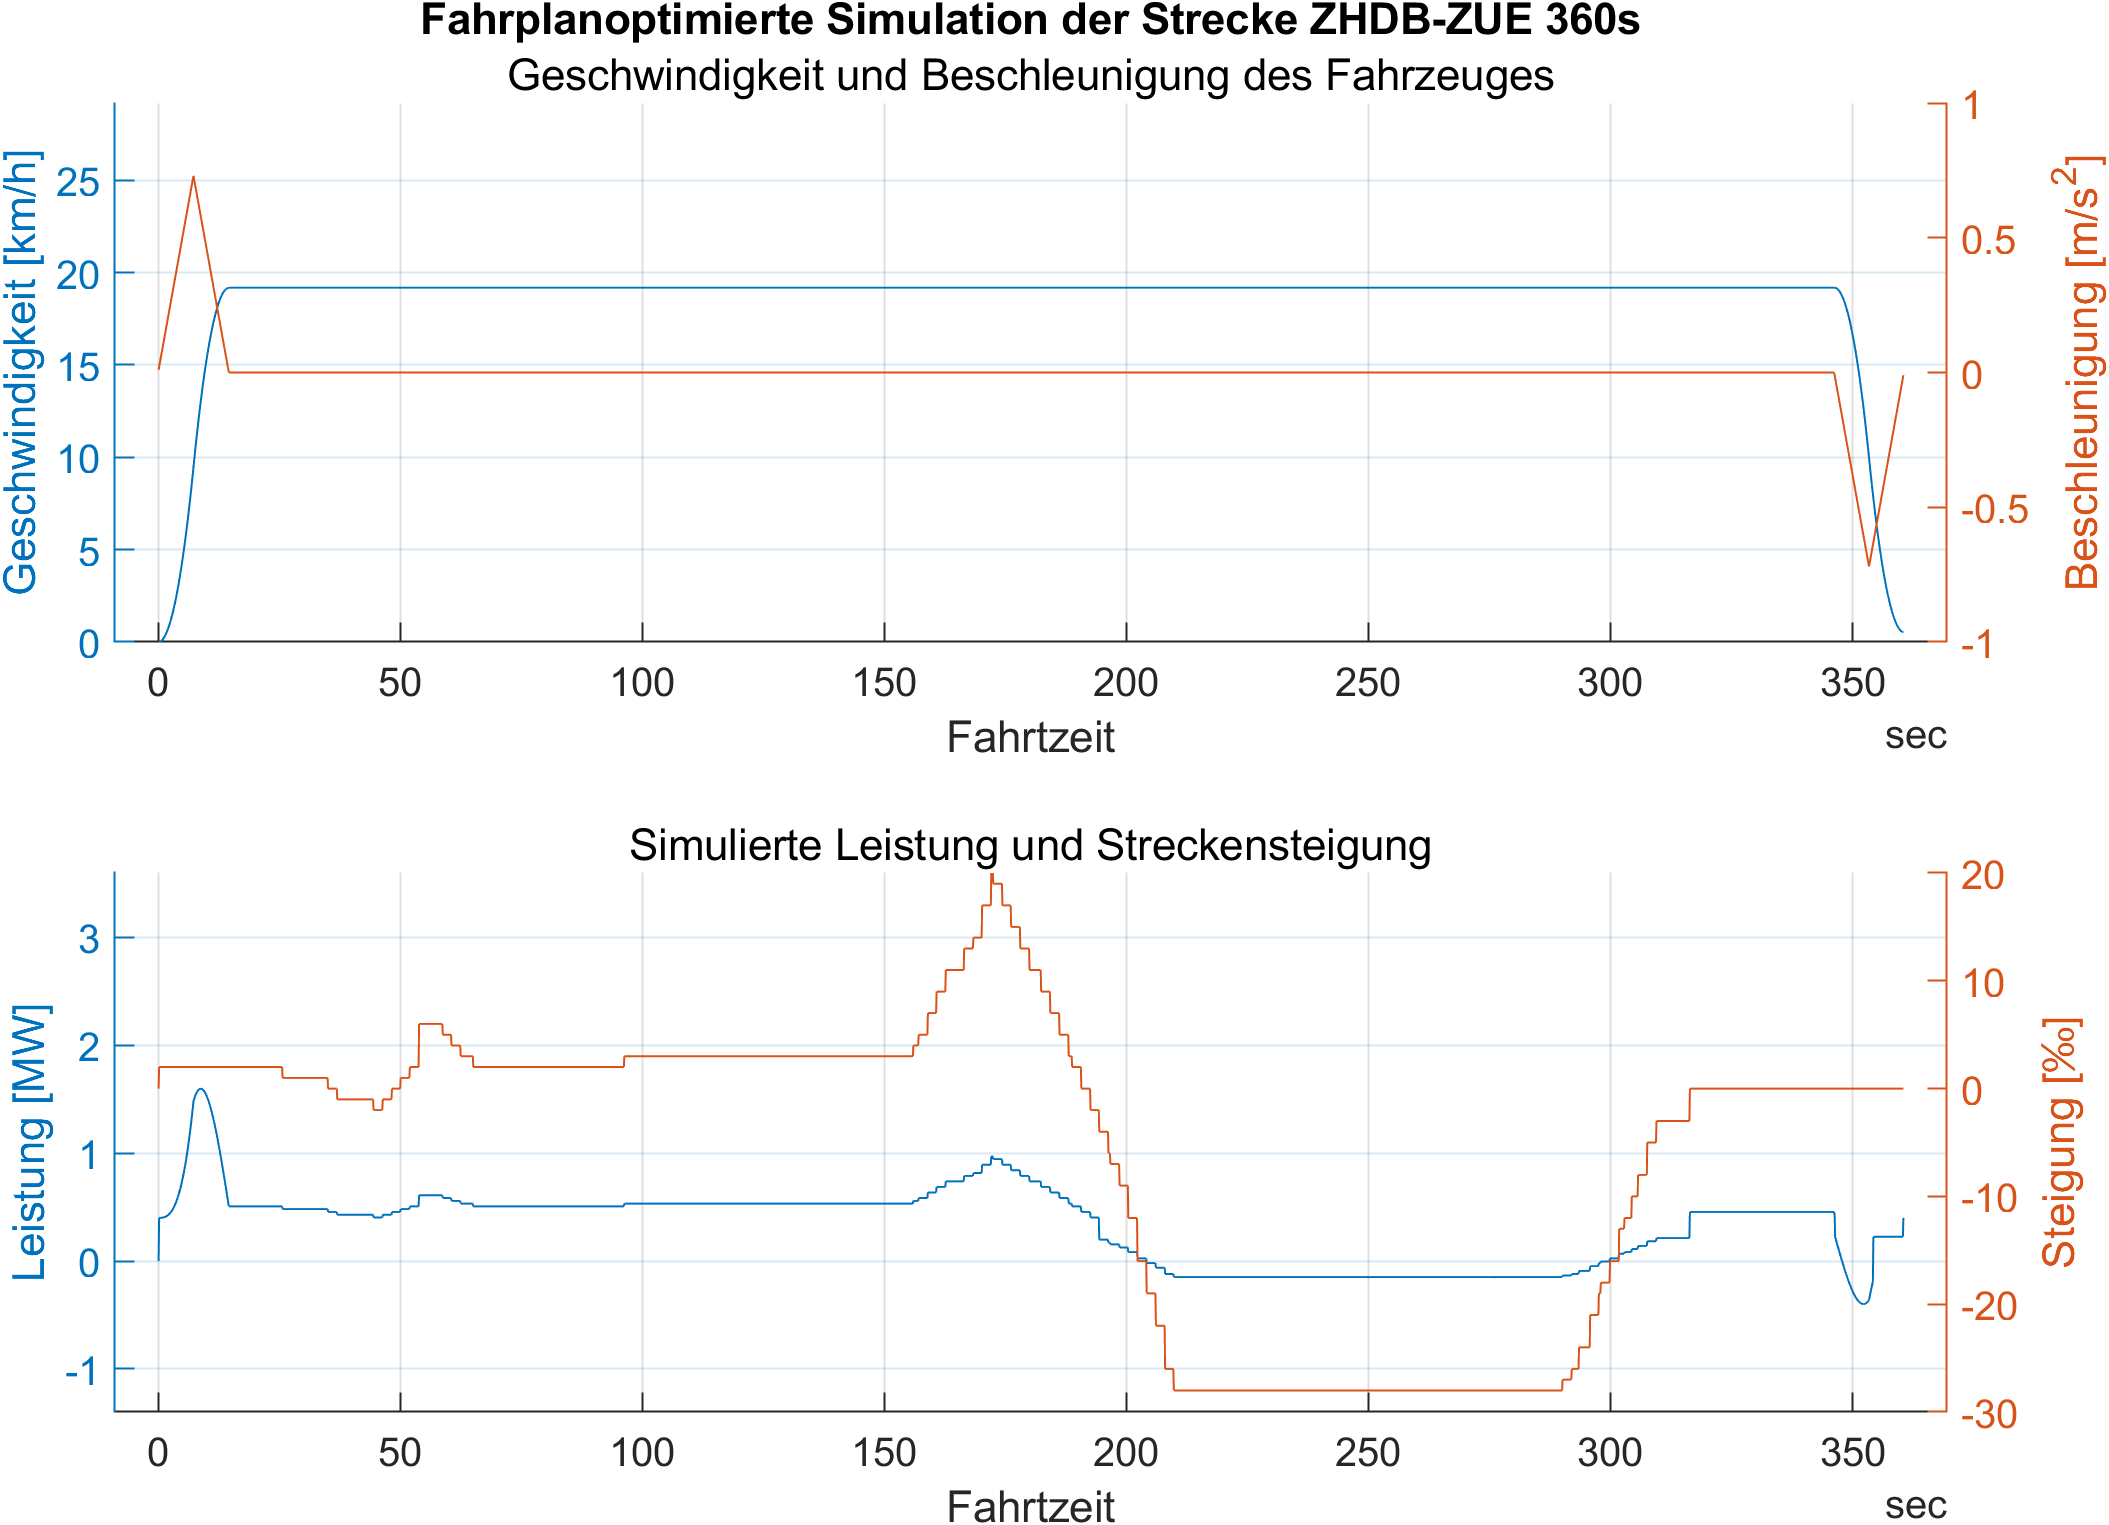 Fahrplanoptimierte Simulation der Strecke ZHDB-ZUE 360s
Geschwindigkeit und Beschleunigung des Fahrzeuges
Geschwindigkeit [km/h]
25
20
15
10
5
0
1
0.5
0
-0.5
-1
Beschleunigung [m/s²]
0 50 100 150 200 250 300 350
Fahrtzeit sec
Simulierte Leistung und Streckensteigung
Leistung [MW]
3
2
1
0
-1
20
10
0
-10
-20
-30
Steigung [‰]
0 50 100 150 200 250 300 350
Fahrtzeit sec